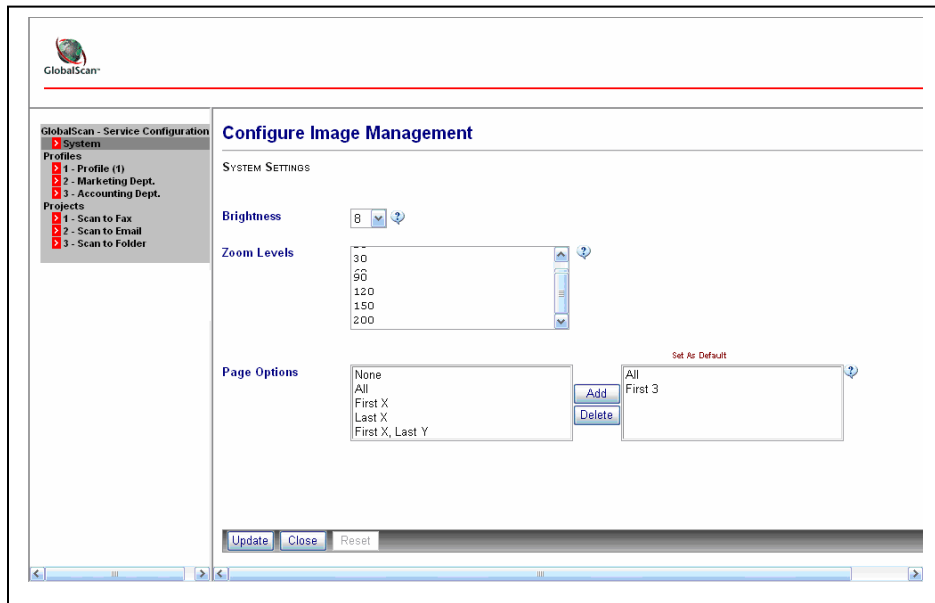 GlobalScan™
GlobalScan - Service Configuration
System
Profiles
1 - Profile (1)
2 - Marketing Dept.
3 - Accounting Dept.
Projects
1 - Scan to Fax
2 - Scan to Email
3 - Scan to Folder
Configure Image Management
SYSTEM SETTINGS
Brightness
8
Zoom Levels
30
90
120
150
200
Set As Default
Page Options
None
All
First X
Last X
First X, Last Y
Add
Delete
All
First 3
Update Close Reset